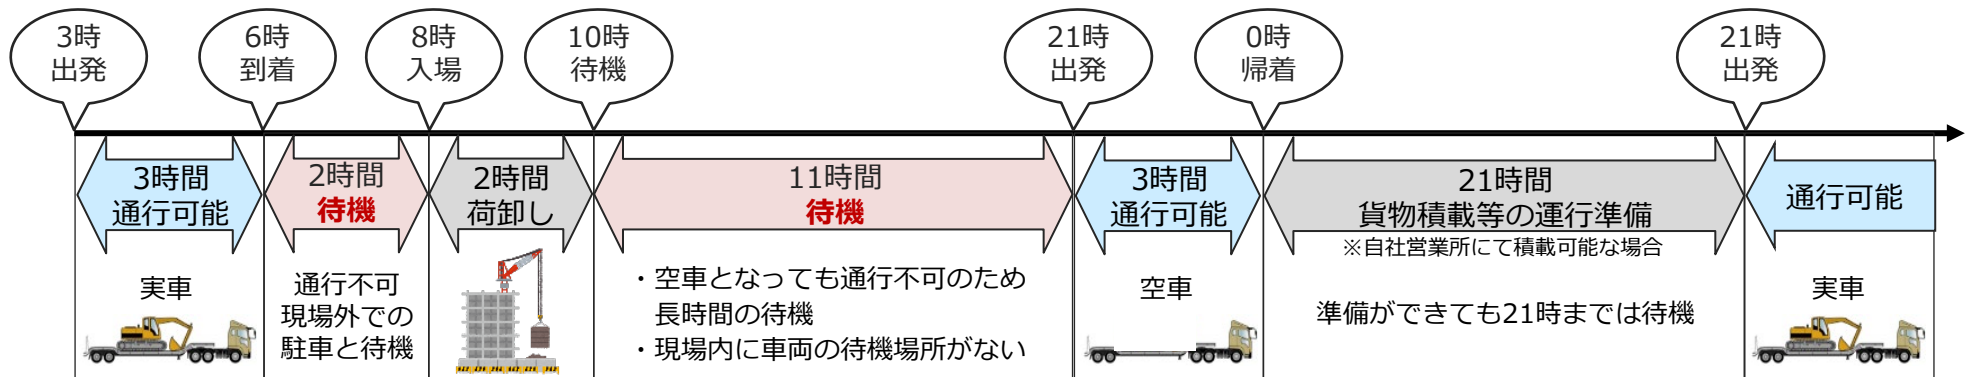 3時
出発
6時
到着
8時
入場
10時
待機
21時
出発
0時
帰着
21時
出発
3時間
通行可能
2時間
待機
2時間
荷卸し
11時間
待機
3時間
通行可能
21時間
貨物積載等の運行準備
※自社営業所にて積載可能な場合
通行可能
実車
通行不可
現場外での
駐車と待機
・空車となっても通行不可のため
長時間の待機
・現場内に車両の待機場所がない
空車
準備ができても21時までは待機
実車